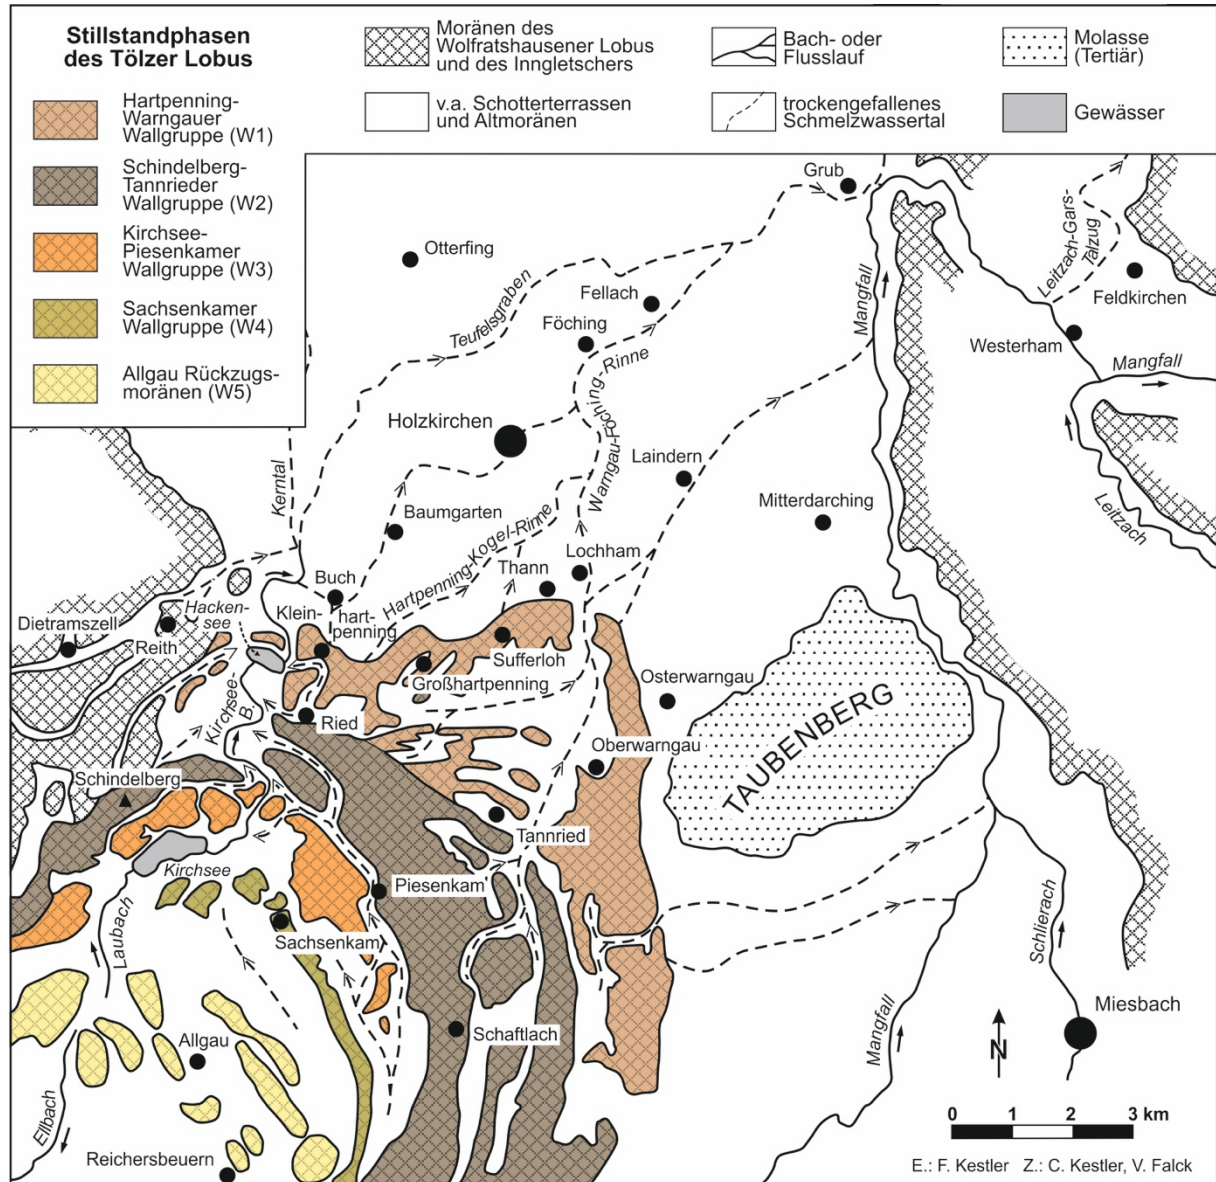 Stillstandphasen
des Tölzer Lobus
Hartpenning-
Warngauer
Wallgruppe (W1)
Schindelberg-
Tannrieder
Wallgruppe (W2)
Kirchsee-
Piesenkamer
Wallgruppe (W3)
Sachsenkamer
Wallgruppe (W4)
Allgau Rückzugs-
moränen (W5)
Moränen des
Wolfratshausener Lobus
und des Inngletschers
v.a. Schotterterrassen
und Altmoränen
Bach- oder
Flusslauf
trockengefallenes
Schmelzwassertal
Molasse
(Tertiär)
Gewässer
Grub
Otterfing
Leitzach-Gars-
Talzug
Feldkirchen
Teufelsgraben
Fellach
Föching
Mangfall
Westerham
Mangfall
Holzkirchen
Warngau-Föching-Rinne
Laindern
Kerntal
Baumgarten
Mitterdarching
Leitzach
Hartpenning-Kogel-Rinne
Lochham
Thann
Buch
Klein-
hart-
penning
Hacken-
see
Dietramszell
Reith
Sufferloh
Großhartpenning
Osterwarngau
Kirchsee-
B.
Ried
TAUBENBERG
Oberwarngau
Schindelberg
Tannried
Kirchsee
Piesenkam
Sachsenkam
Laubach
Schlierach
Miesbach
Schaftlach
Allgau
Mangfall
N
Ellbach
Reichersbeuern
0 1 2 3 km
E.: F. Kestler Z.: C. Kestler, V. Falck